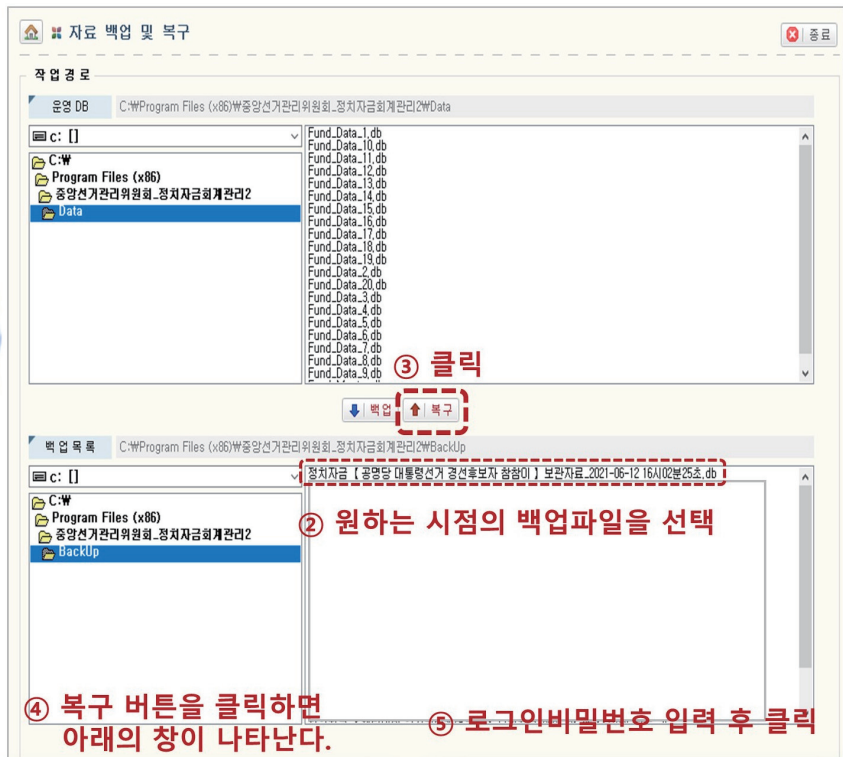 자료 백업 및 복구
종료
작업경로
운영 DB
C:₩Program Files (x86)₩중앙선거관리위원회_정치자금회계관리2₩Data
c: []
C:₩
Program Files (x86)
중앙선거관리위원회_정치자금회계관리2
Data
Fund_Data_1.db
Fund_Data_10.db
Fund_Data_11.db
Fund_Data_12.db
Fund_Data_13.db
Fund_Data_14.db
Fund_Data_15.db
Fund_Data_16.db
Fund_Data_17.db
Fund_Data_18.db
Fund_Data_19.db
Fund_Data_2.db
Fund_Data_20.db
Fund_Data_3.db
Fund_Data_4.db
Fund_Data_5.db
Fund_Data_6.db
Fund_Data_7.db
Fund_Data_8.db
Fund_Data_9.db
③ 클릭
백업
복구
백업목록
C:₩Program Files (x86)₩중앙선거관리위원회_정치자금회계관리2₩BackUp
c: []
C:₩
Program Files (x86)
중앙선거관리위원회_정치자금회계관리2
BackUp
정치자금【 공명당 대통령선거 경선후보자 참참이 】보관자료_2021-06-12 16시02분25초.db
② 원하는 시점의 백업파일을 선택
④ 복구 버튼을 클릭하면
아래의 창이 나타난다.
⑤ 로그인비밀번호 입력 후 클릭